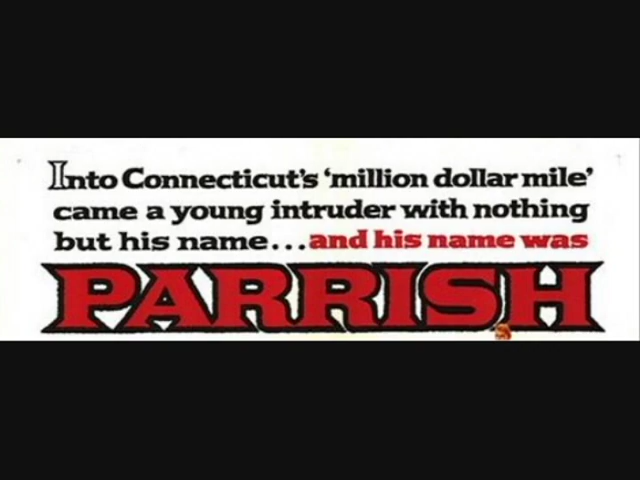 Into Connecticut's 'million dollar mile'
came a young intruder with nothing
but his name...and his name was
PARRISH